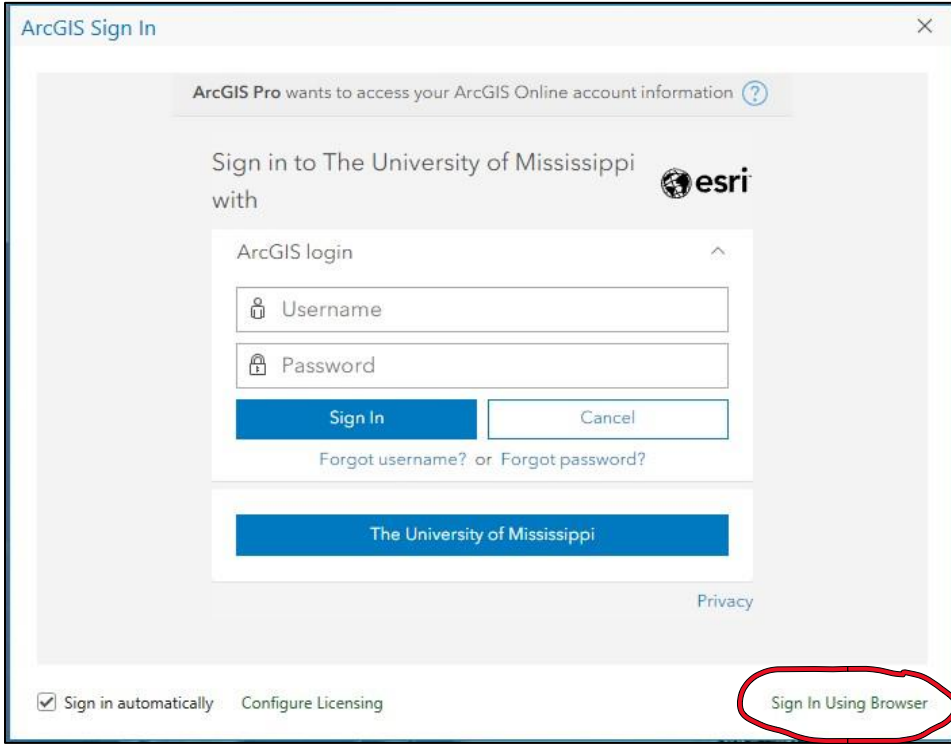 ArcGIS Sign In
ArcGIS Pro wants to access your ArcGIS Online account information ?
Sign in to The University of Mississippi
with
esri
ArcGIS login
Username
Password
Sign In Cancel
Forgot username? or Forgot password?
The University of Mississippi
Privacy
Sign in automatically Configure Licensing Sign In Using Browser